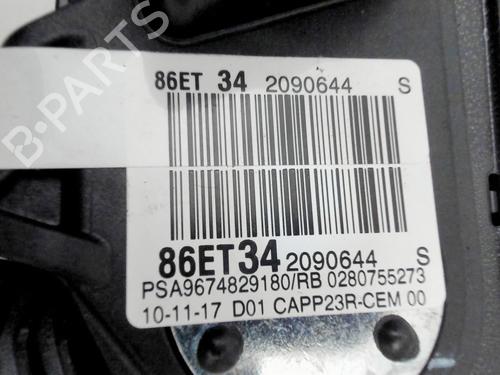 B-PARTS
86ET 34 2090644 S
86ET34 2090644 S
PSA9674829180/RB 0280755273
10-11-17 D01 CAPP23R-CEM 00